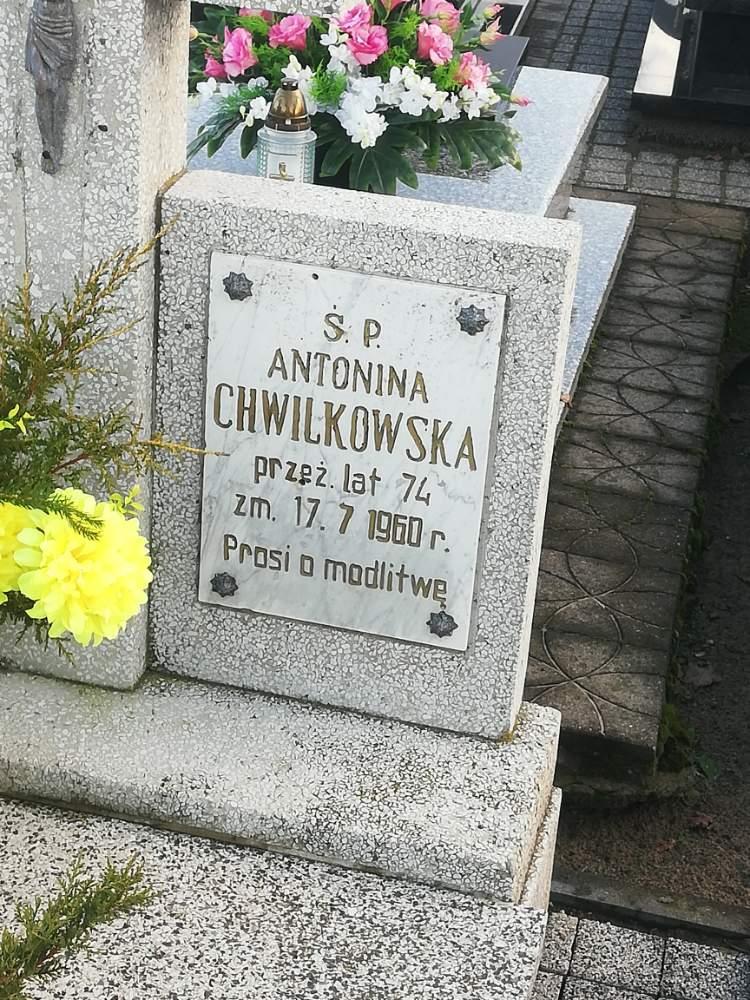 Ś. P.
ANTONINA
CHWILKOWSKA
przeż. lat 74
zm. 17. 7 1960 r.
Prosi o modlitwę